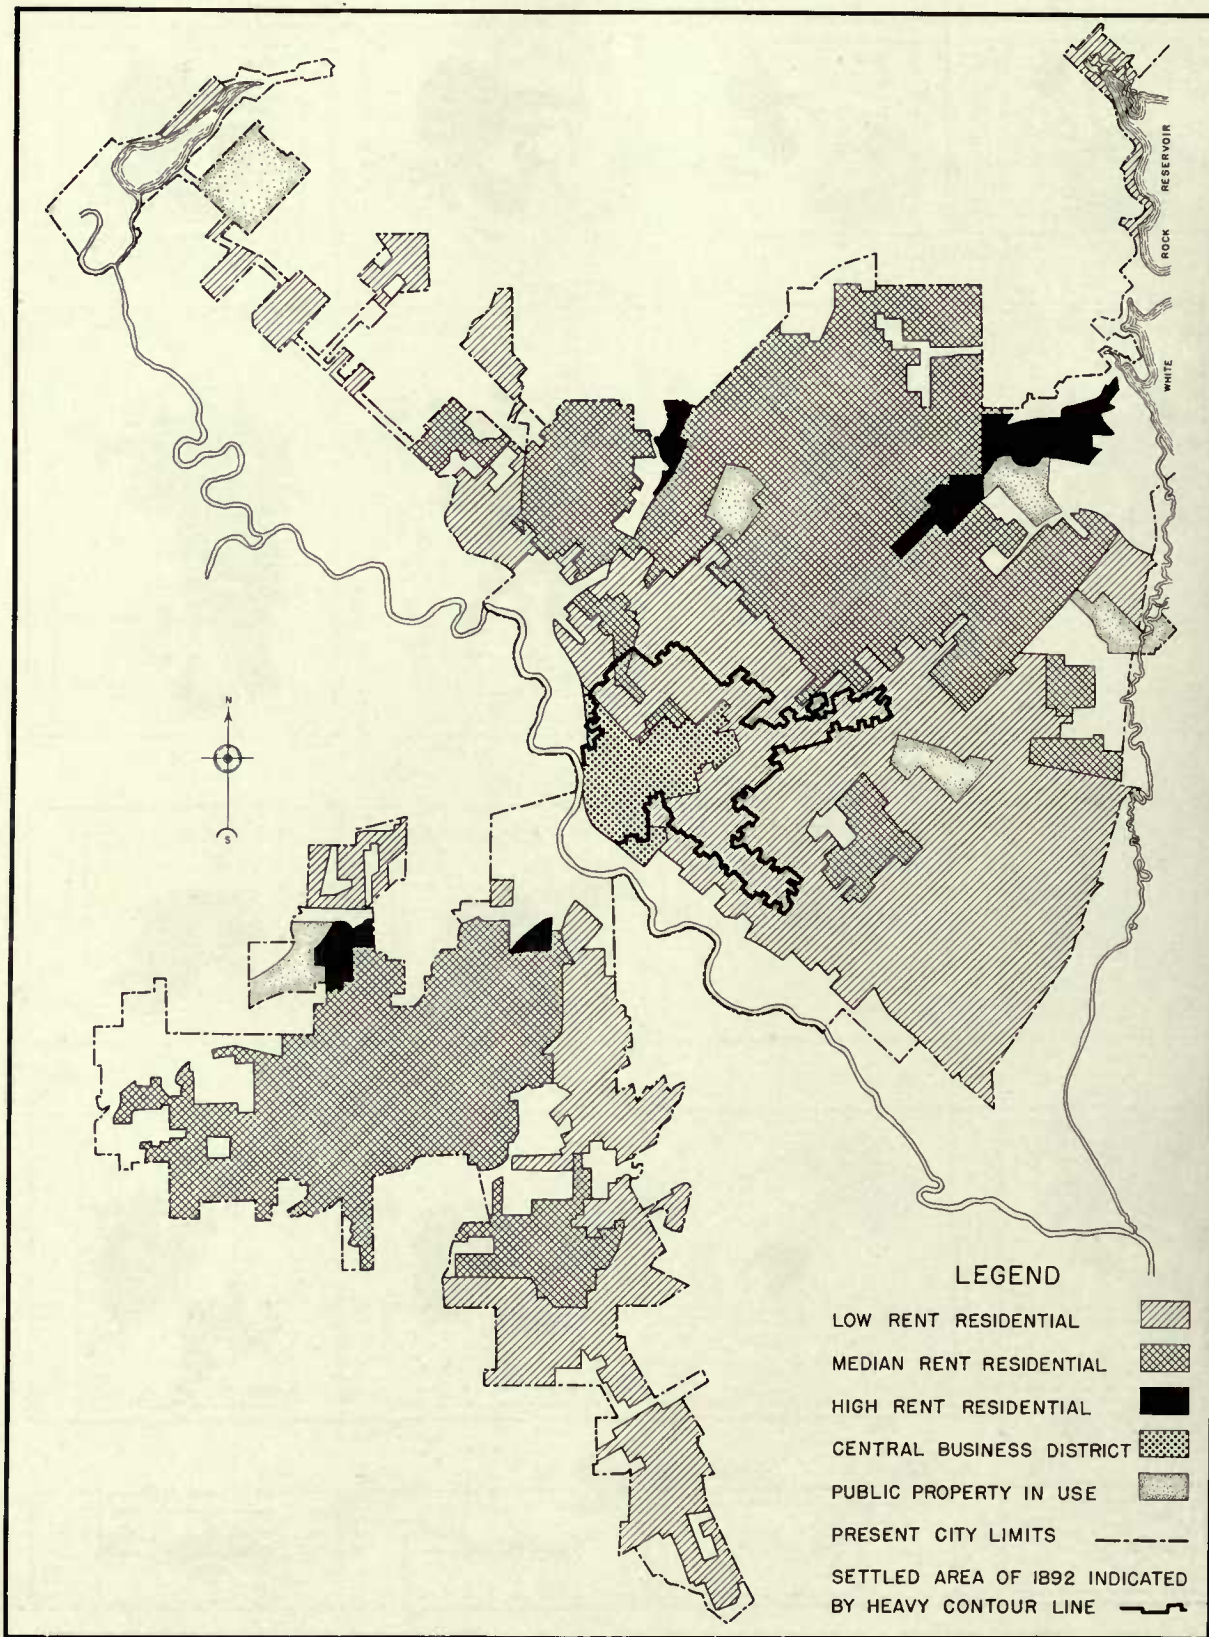 RESERVOIR
ROCK
WHITE
N
S
LEGEND
LOW RENT RESIDENTIAL
MEDIAN RENT RESIDENTIAL
HIGH RENT RESIDENTIAL
CENTRAL BUSINESS DISTRICT
PUBLIC PROPERTY IN USE
PRESENT CITY LIMITS
SETTLED AREA OF 1892 INDICATED
BY HEAVY CONTOUR LINE